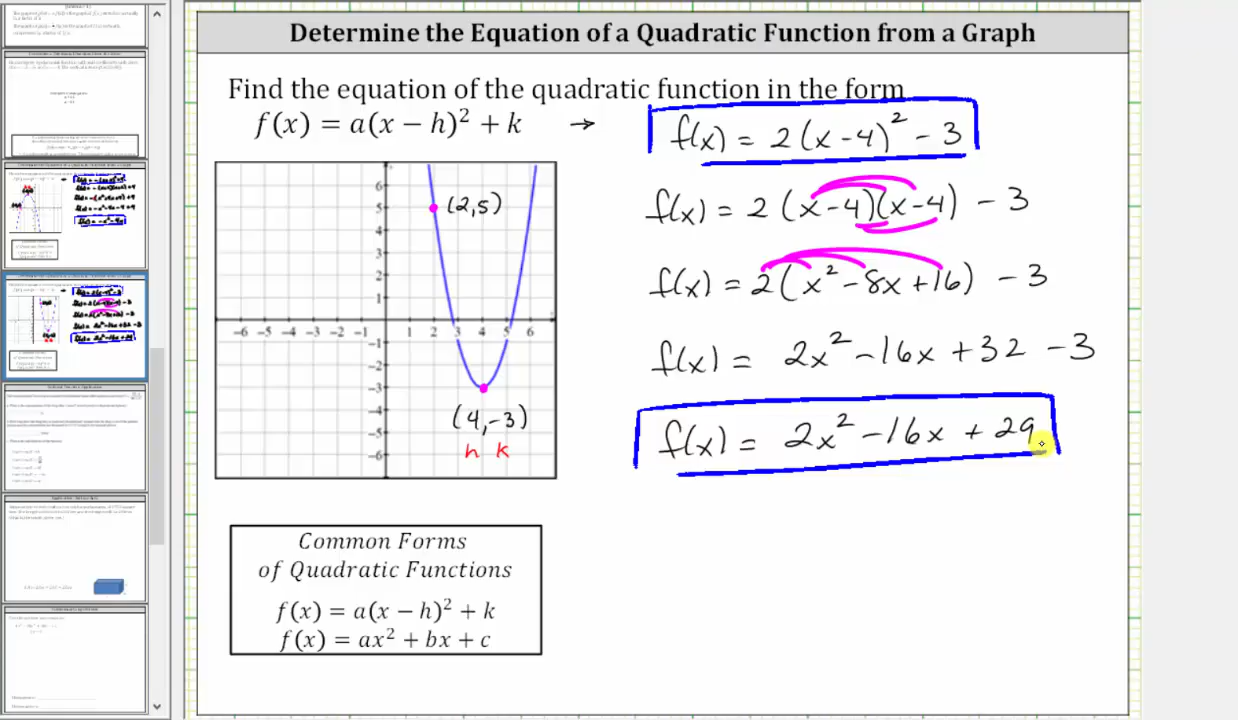 Determine the Equation of a Quadratic Function from a Graph
Find the equation of the quadratic function in the form
f(x) = a(x − h)² + k → f(x) = 2(x-4)² - 3
f(x) = 2(x-4)(x-4) - 3
f(x) = 2(x² - 8x + 16) - 3
f(x) = 2x² - 16x + 32 - 3
f(x) = 2x² - 16x + 29
6
5 (2,5)
4
3
2
1
-6 -5 -4 -3 -2 -1 1 2 3 4 5 6
-1
-2
-3
-4 (4,-3)
-5 h k
-6
Common Forms
of Quadratic Functions
f(x) = a(x − h)² + k
f(x) = ax² + bx + c